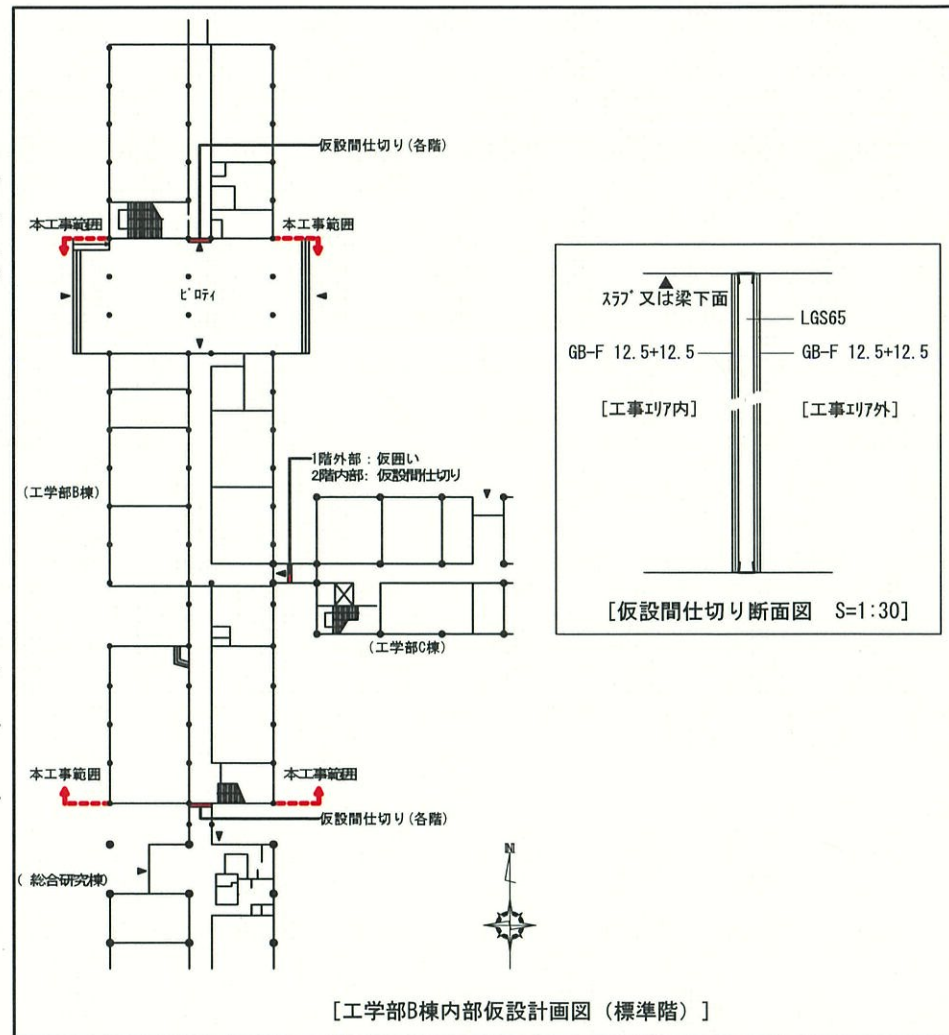 仮設間仕切り(各階)
本工事範囲
本工事範囲
ピロティ
スラブ又は梁下面
LGS65
GB-F 12.5+12.5
GB-F 12.5+12.5
[工事エリア内]
[工事エリア外]
1階外部：仮囲い
2階内部：仮設間仕切り
(工学部B棟)
[仮設間仕切り断面図　S=1:30]
(工学部C棟)
本工事範囲
本工事範囲
仮設間仕切り(各階)
N
(総合研究棟)
[工学部B棟内部仮設計画図（標準階）]